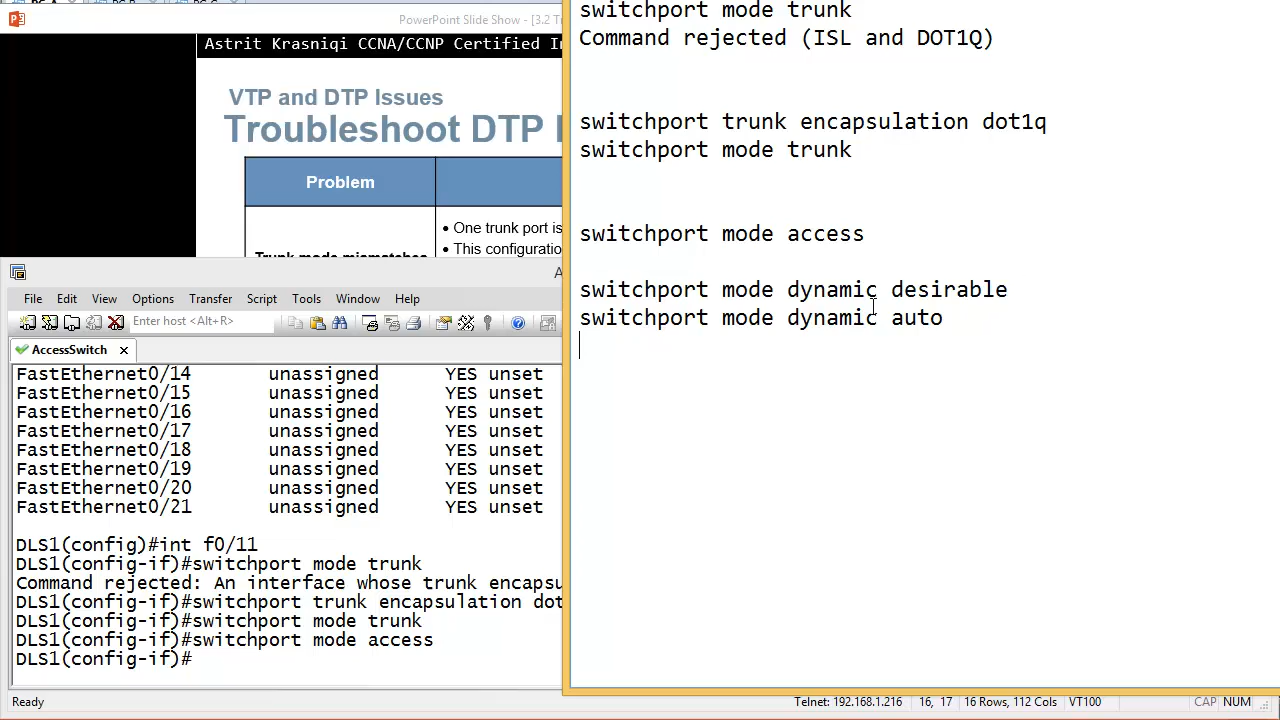 PowerPoint Slide Show - [3.2 T
Astrit Krasniqi CCNA/CCNP Certified In
VTP and DTP Issues
Troubleshoot DTP
Problem
• One trunk port is
• This configuratio
Trunk mode mismatches
File Edit View Options Transfer Script Tools Window Help
Enter host <Alt+R>
AccessSwitch
FastEthernet0/14 unassigned YES unset
FastEthernet0/15 unassigned YES unset
FastEthernet0/16 unassigned YES unset
FastEthernet0/17 unassigned YES unset
FastEthernet0/18 unassigned YES unset
FastEthernet0/19 unassigned YES unset
FastEthernet0/20 unassigned YES unset
FastEthernet0/21 unassigned YES unset
DLS1(config)#int f0/11
DLS1(config-if)#switchport mode trunk
Command rejected: An interface whose trunk encapsu
DLS1(config-if)#switchport trunk encapsulation dot
DLS1(config-if)#switchport mode trunk
DLS1(config-if)#switchport mode access
DLS1(config-if)#
switchport mode trunk
Command rejected (ISL and DOT1Q)
switchport trunk encapsulation dot1q
switchport mode trunk
switchport mode access
switchport mode dynamic desirable
switchport mode dynamic auto
Ready
Telnet: 192.168.1.216 16, 17 16 Rows, 112 Cols VT100 CAP NUM